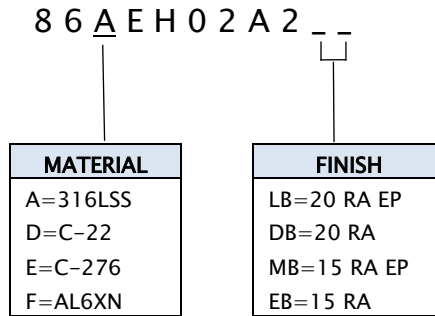 8 6 A E H 0 2 A 2 _ _
MATERIAL
A=316LSS
D=C-22
E=C-276
F=AL6XN
FINISH
LB=20 RA EP
DB=20 RA
MB=15 RA EP
EB=15 RA